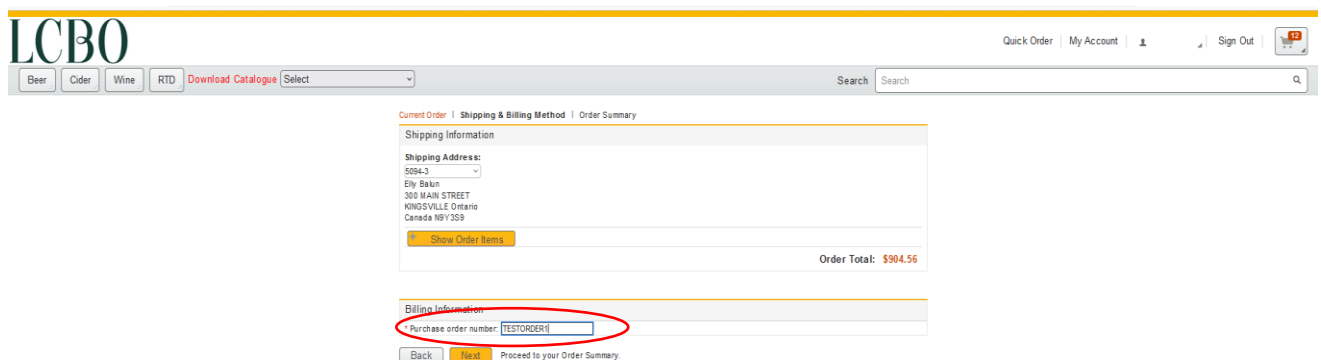 LCBO
Quick Order My Account Sign Out 12
Beer Cider Wine RTD Download Catalogue Select Search Search
Current Order | Shipping & Billing Method | Order Summary
Shipping Information
Shipping Address:
5094-3
Elly Balun
300 MAIN STREET
KINGSVILLE Ontario
Canada N9Y3S9
+ Show Order Items
Order Total: $904.56
Billing Information
* Purchase order number: TESTORDER1
Back Next Proceed to your Order Summary.